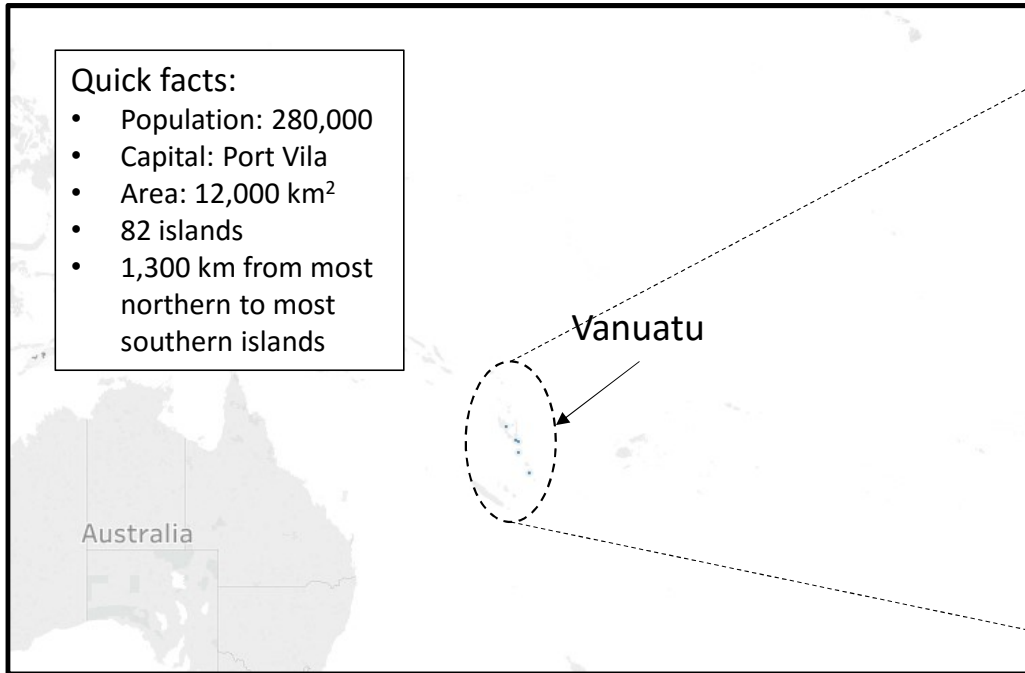 Quick facts:
• Population: 280,000
• Capital: Port Vila
• Area: 12,000 km²
• 82 islands
• 1,300 km from most
northern to most
southern islands
Vanuatu
Australia